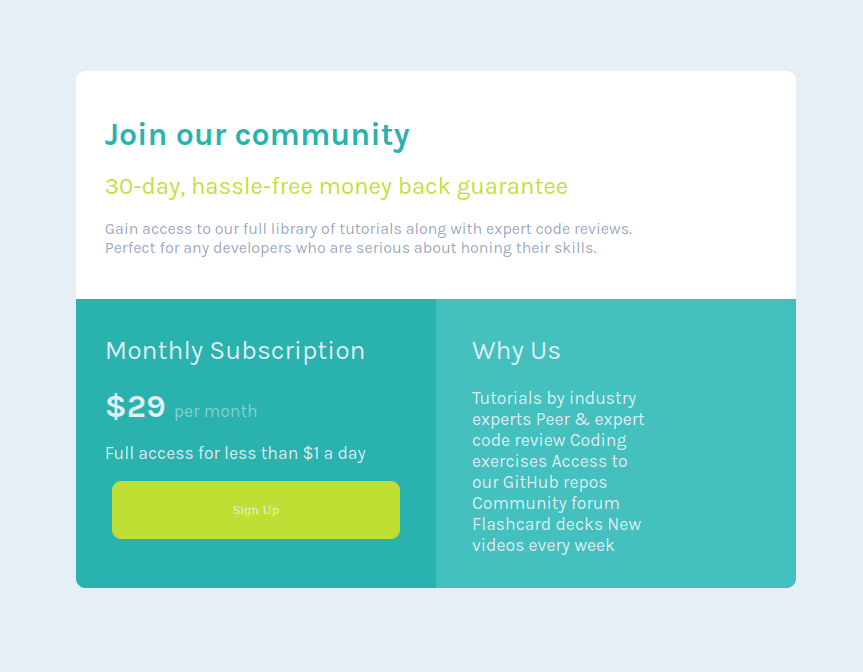 Join our community
30-day, hassle-free money back guarantee
Gain access to our full library of tutorials along with expert code reviews.
Perfect for any developers who are serious about honing their skills.
Monthly Subscription
$29 per month
Full access for less than $1 a day
Sign Up
Why Us
Tutorials by industry
experts Peer & expert
code review Coding
exercises Access to
our GitHub repos
Community forum
Flashcard decks New
videos every week